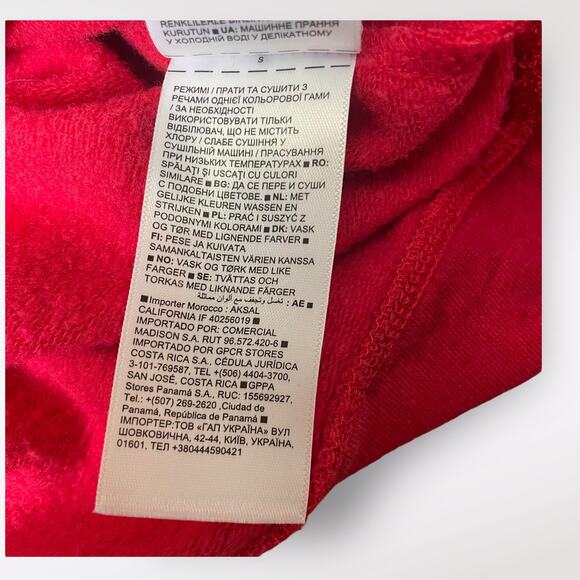 КURUTUN ■ UA: МАШИННЕ ПРАННЯ
У ХОЛОДНІЙ ВОДІ У ДЕЛІКАТНОМУ
S
РЕЖИМІ / ПРАТИ ТА СУШИТИ З
РЕЧАМИ ОДНІЄЇ КОЛЬОРОВОЇ ГАМИ
/ ЗА НЕОБХІДНОСТІ
ВИКОРИСТОВУВАТИ ТІЛЬКИ
ВІДБІЛЮВАЧ, ЩО НЕ МІСТИТЬ
ХЛОРУ / СЛАБЕ СУШІННЯ У
СУШИЛЬНІЙ МАШИНІ / ПРАСУВАННЯ
ПРИ НИЗЬКИХ ТЕМПЕРАТУРАХ ■ RO:
SPĂLAȚI ȘI USCAȚI CU CULORI
SIMILARE ■ BG: ДА СЕ ПЕРЕ И СУШИ
С ПОДОБНИ ЦВЕТОВЕ. ■ NL: MET
GELIJKE KLEUREN WASSEN EN
STRIJKEN ■ PL: PRAĆ I SUSZYĆ Z
PODOBNYMI KOLORAMI ■ DK: VASK
OG TØR MED LIGNENDE FARVER ■
FI: PESE JA KUIVATA
SAMANKALTAISTEN VÄRIEN KANSSA
■ NO: VASK OG TØRK MED LIKE
FARGER ■ SE: TVÄTTAS OCH
TORKAS MED LIKNANDE FÄRGER
■ AE : تغسل وتجفف مع ألوان مماثلة
■ Importer Morocco : AKSAL
CALIFORNIA IF 40256019 ■
IMPORTADO POR: COMERCIAL
MADISON S.A. RUT 96.572.420-6 ■
IMPORTADO POR GPCR STORES
COSTA RICA S.A., CÉDULA JURÍDICA
3-101-769587, TEL +(506) 4404-3700,
SAN JOSÉ, COSTA RICA ■ GPPA
Stores Panamá S.A., RUC: 155692927,
Tel.: +(507) 269-2620 ,Ciudad de
Panamá, República de Panamá ■
ІМПОРТЕР:ТОВ «ГАП УКРАЇНА» ВУЛ
ШОВКОВИЧНА, 42-44, КИЇВ, УКРАЇНА,
01601, ТЕЛ +380444590421